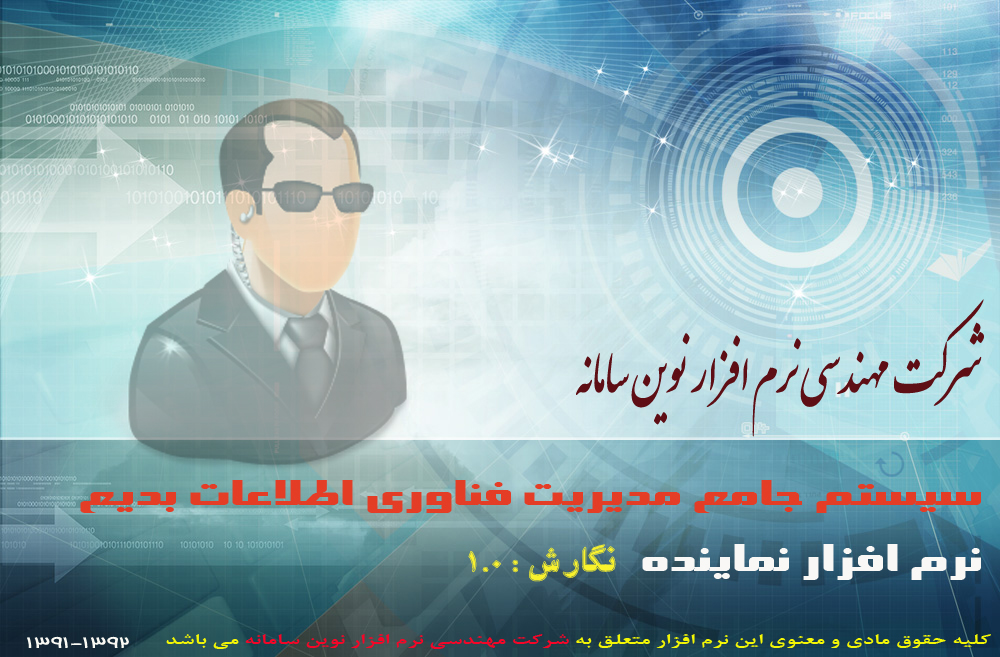 FOCUS
شرکت مهندسی نرم افزار نوین سامانه
سیستم جامع مدیریت فناوری اطلاعات بدیع
نرم افزار نماینده نگارش : ۱.۰
کلیه حقوق مادی و معنوی این نرم افزار متعلق به شرکت مهندسی نرم افزار نوین سامانه می باشد
۱۳۹۱-۱۳۹۲